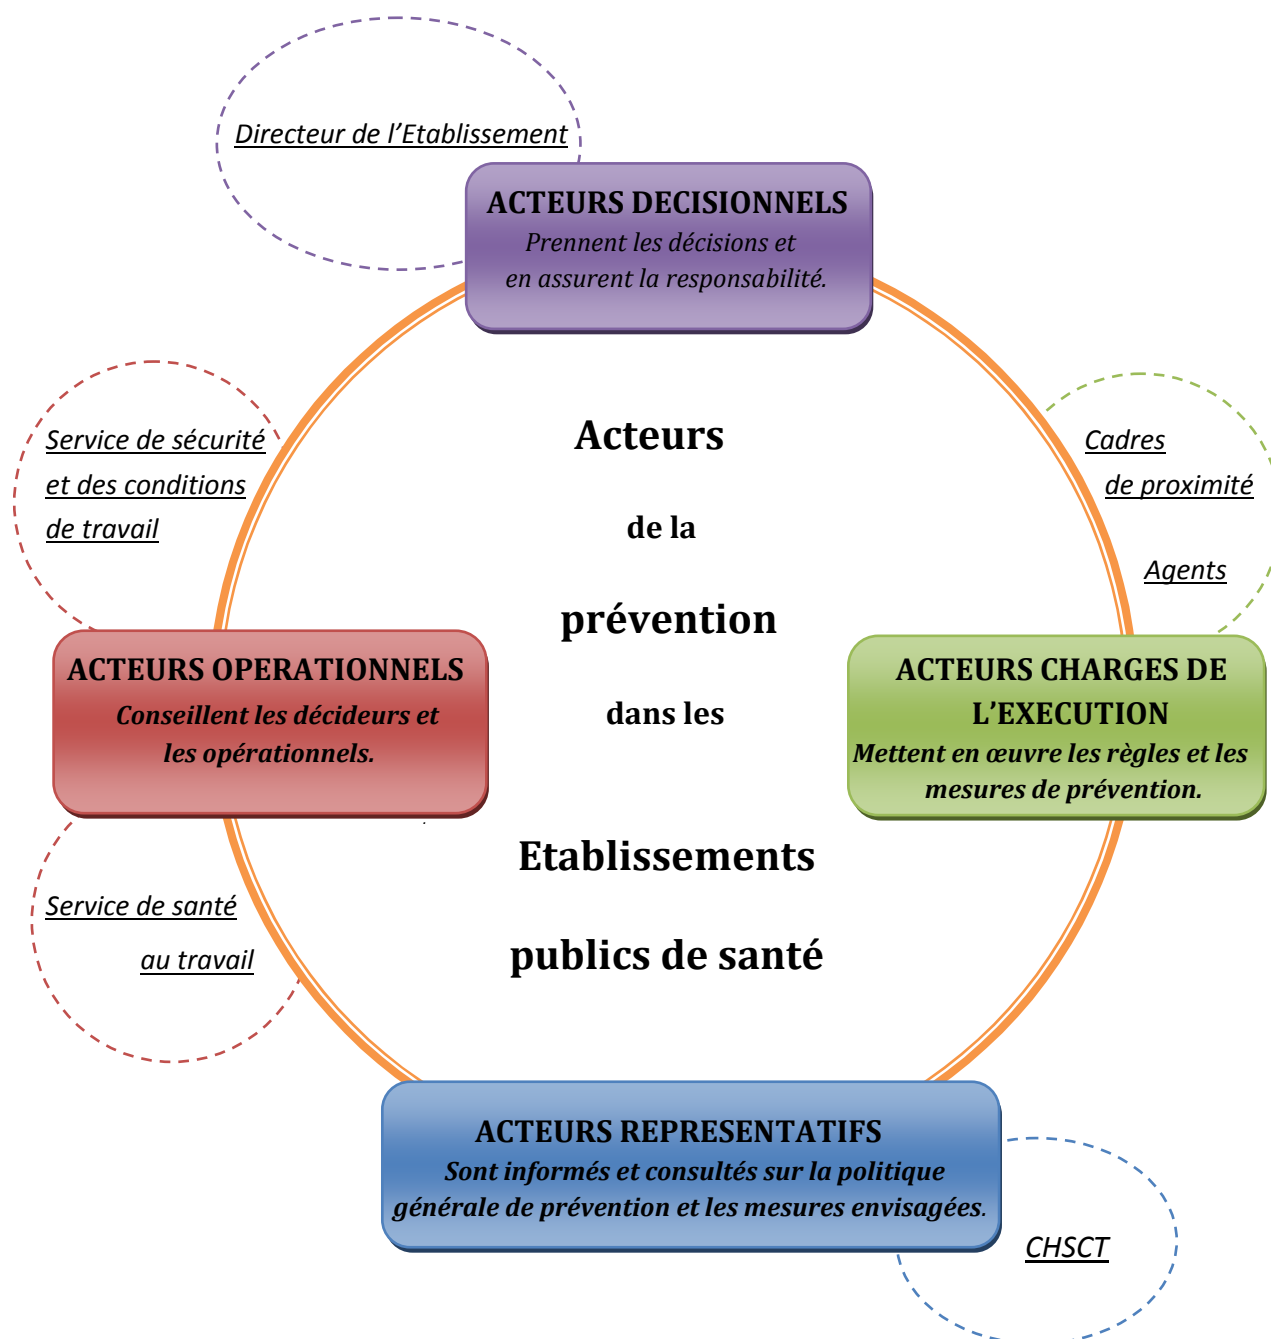 Directeur de l'Etablissement
ACTEURS DECISIONNELS
Prennent les décisions et
en assurent la responsabilité.
Service de sécurité
et des conditions
de travail
Cadres
de proximité
Agents
Acteurs
de la
prévention
dans les
Etablissements
publics de santé
ACTEURS OPERATIONNELS
Conseillent les décideurs et
les opérationnels.
ACTEURS CHARGES DE
L'EXECUTION
Mettent en œuvre les règles et les
mesures de prévention.
Service de santé
au travail
ACTEURS REPRESENTATIFS
Sont informés et consultés sur la politique
générale de prévention et les mesures envisagées.
CHSCT